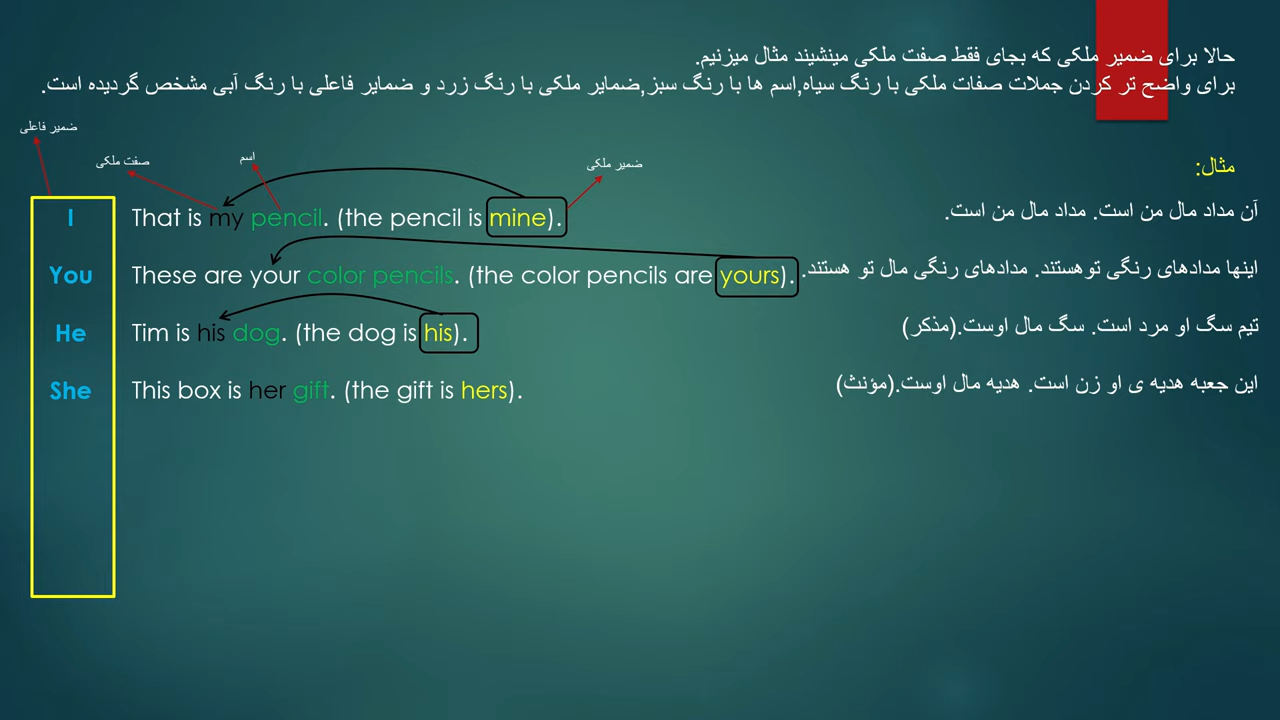 حالا برای ضمیر ملکی که بجای فقط صفت ملکی مینشیند مثال میزنیم.
برای واضح تر کردن جملات صفات ملکی با رنگ سیاه,اسم ها با رنگ سبز,ضمایر ملکی با رنگ زرد و ضمایر فاعلی با رنگ آبی مشخص گردیده است.
ضمیر فاعلی
صفت ملکی
اسم
ضمیر ملکی
مثال:
I That is my pencil. (the pencil is mine). آن مداد مال من است. مداد مال من است.
You These are your color pencils. (the color pencils are yours). اینها مدادهای رنگی توهستند. مدادهای رنگی مال تو هستند.
He Tim is his dog. (the dog is his). تیم سگ او مرد است. سگ مال اوست.(مذکر)
She This box is her gift. (the gift is hers). این جعبه هدیه ی او زن است. هدیه مال اوست.(مؤنث)